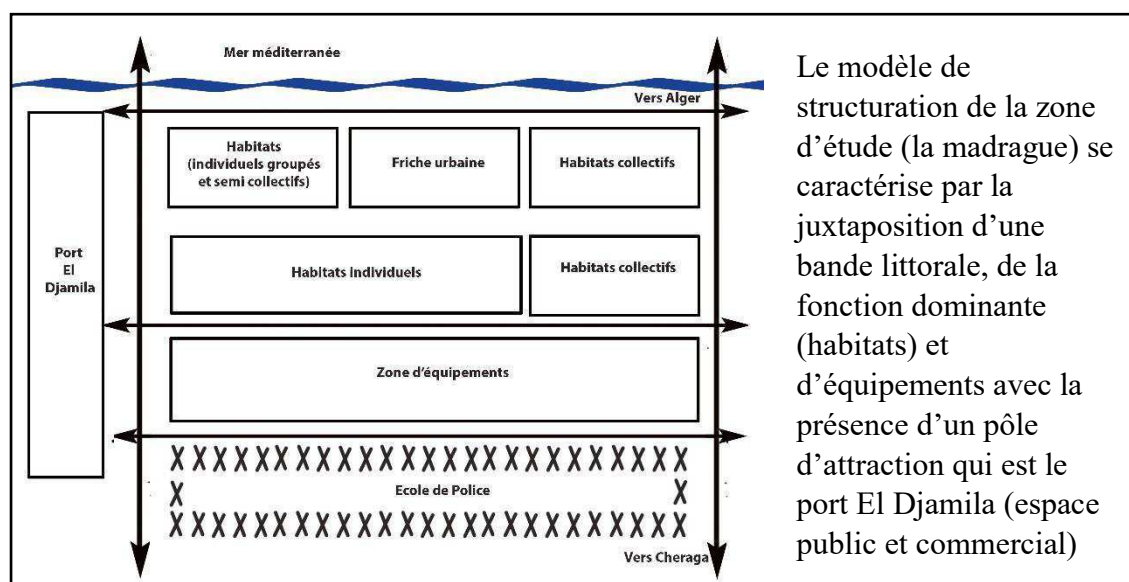 Mer méditerranée
Vers Alger
Habitats
(individuels groupés
et semi collectifs)
Friche urbaine
Habitats collectifs
Port
El
Djamila
Habitats individuels
Habitats collectifs
Zone d'équipements
X X X X X X X X X X X X X X X X X X X X X X X X X
X Ecole de Police X
X X X X X X X X X X X X X X X X X X X X X X X X X
Vers Cheraga
Le modèle de
structuration de la zone
d’étude (la madrague) se
caractérise par la
juxtaposition d’une
bande littorale, de la
fonction dominante
(habitats) et
d’équipements avec la
présence d’un pôle
d’attraction qui est le
port El Djamila (espace
public et commercial)